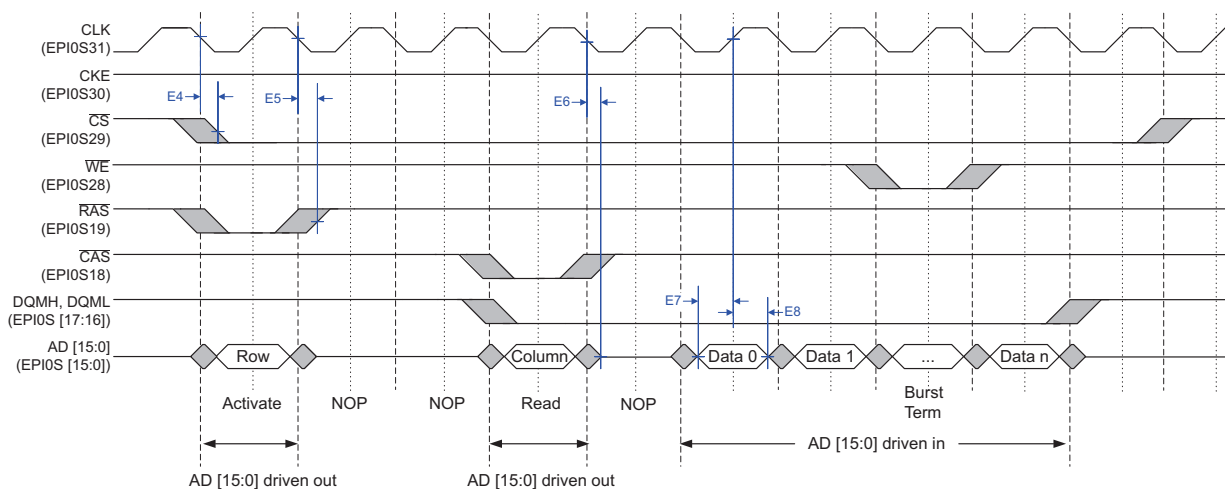 CLK
(EPI0S31)
CKE
(EPI0S30)
E4
E5
E6
CS
(EPI0S29)
WE
(EPI0S28)
RAS
(EPI0S19)
CAS
(EPI0S18)
DQMH, DQML
(EPI0S [17:16])
E7
E8
AD [15:0]
(EPI0S [15:0])
Row
Column
Data 0
Data 1
...
Data n
Activate
NOP
NOP
Read
NOP
Burst
Term
AD [15:0] driven in
AD [15:0] driven out
AD [15:0] driven out